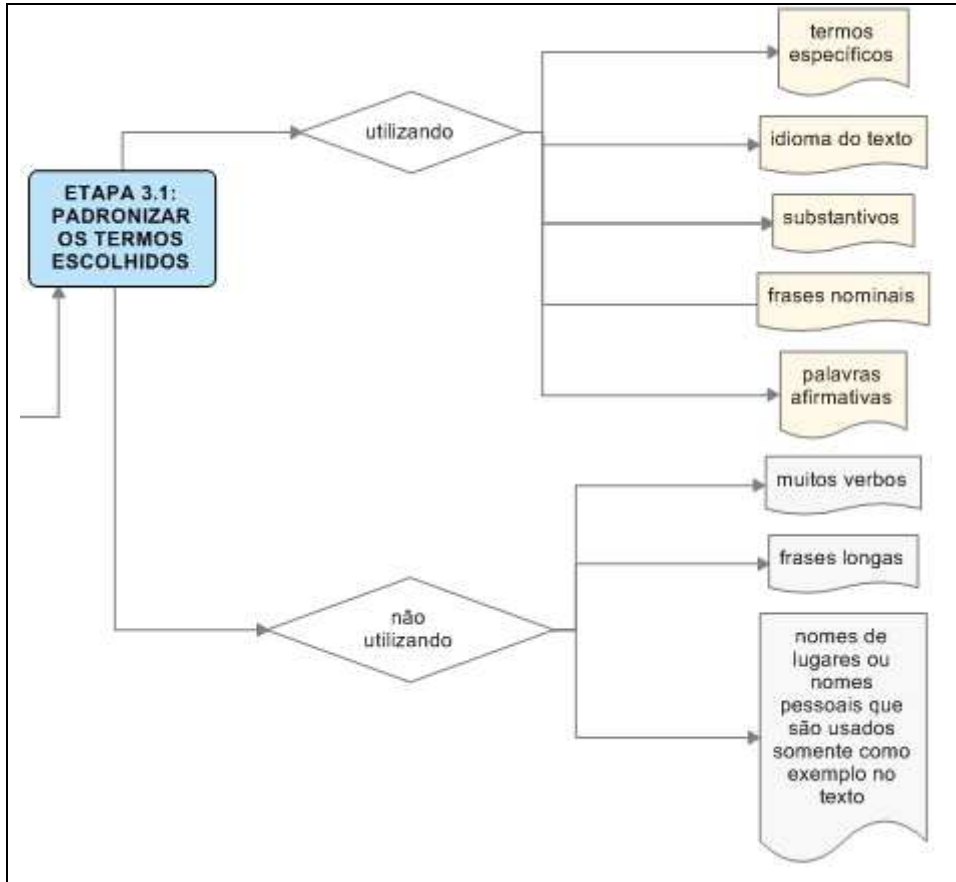 termos
específicos
utilizando
idioma do texto
ETAPA 3.1:
PADRONIZAR
OS TERMOS
ESCOLHIDOS
substantivos
frases nominais
palavras
afirmativas
muitos verbos
frases longas
não
utilizando
nomes de
lugares ou
nomes
pessoais que
são usados
somente como
exemplo no
texto